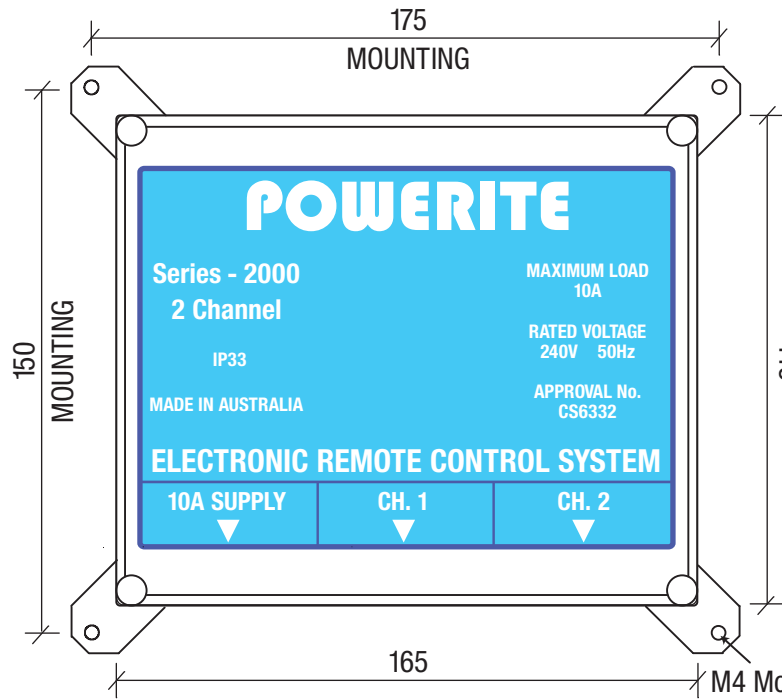 175
MOUNTING
POWERITE
Series - 2000
2 Channel
IP33
MADE IN AUSTRALIA
MAXIMUM LOAD
10A
RATED VOLTAGE
240V 50Hz
APPROVAL No.
CS6332
150
MOUNTING
ELECTRONIC REMOTE CONTROL SYSTEM
10A SUPPLY
CH. 1
CH. 2
165
M4